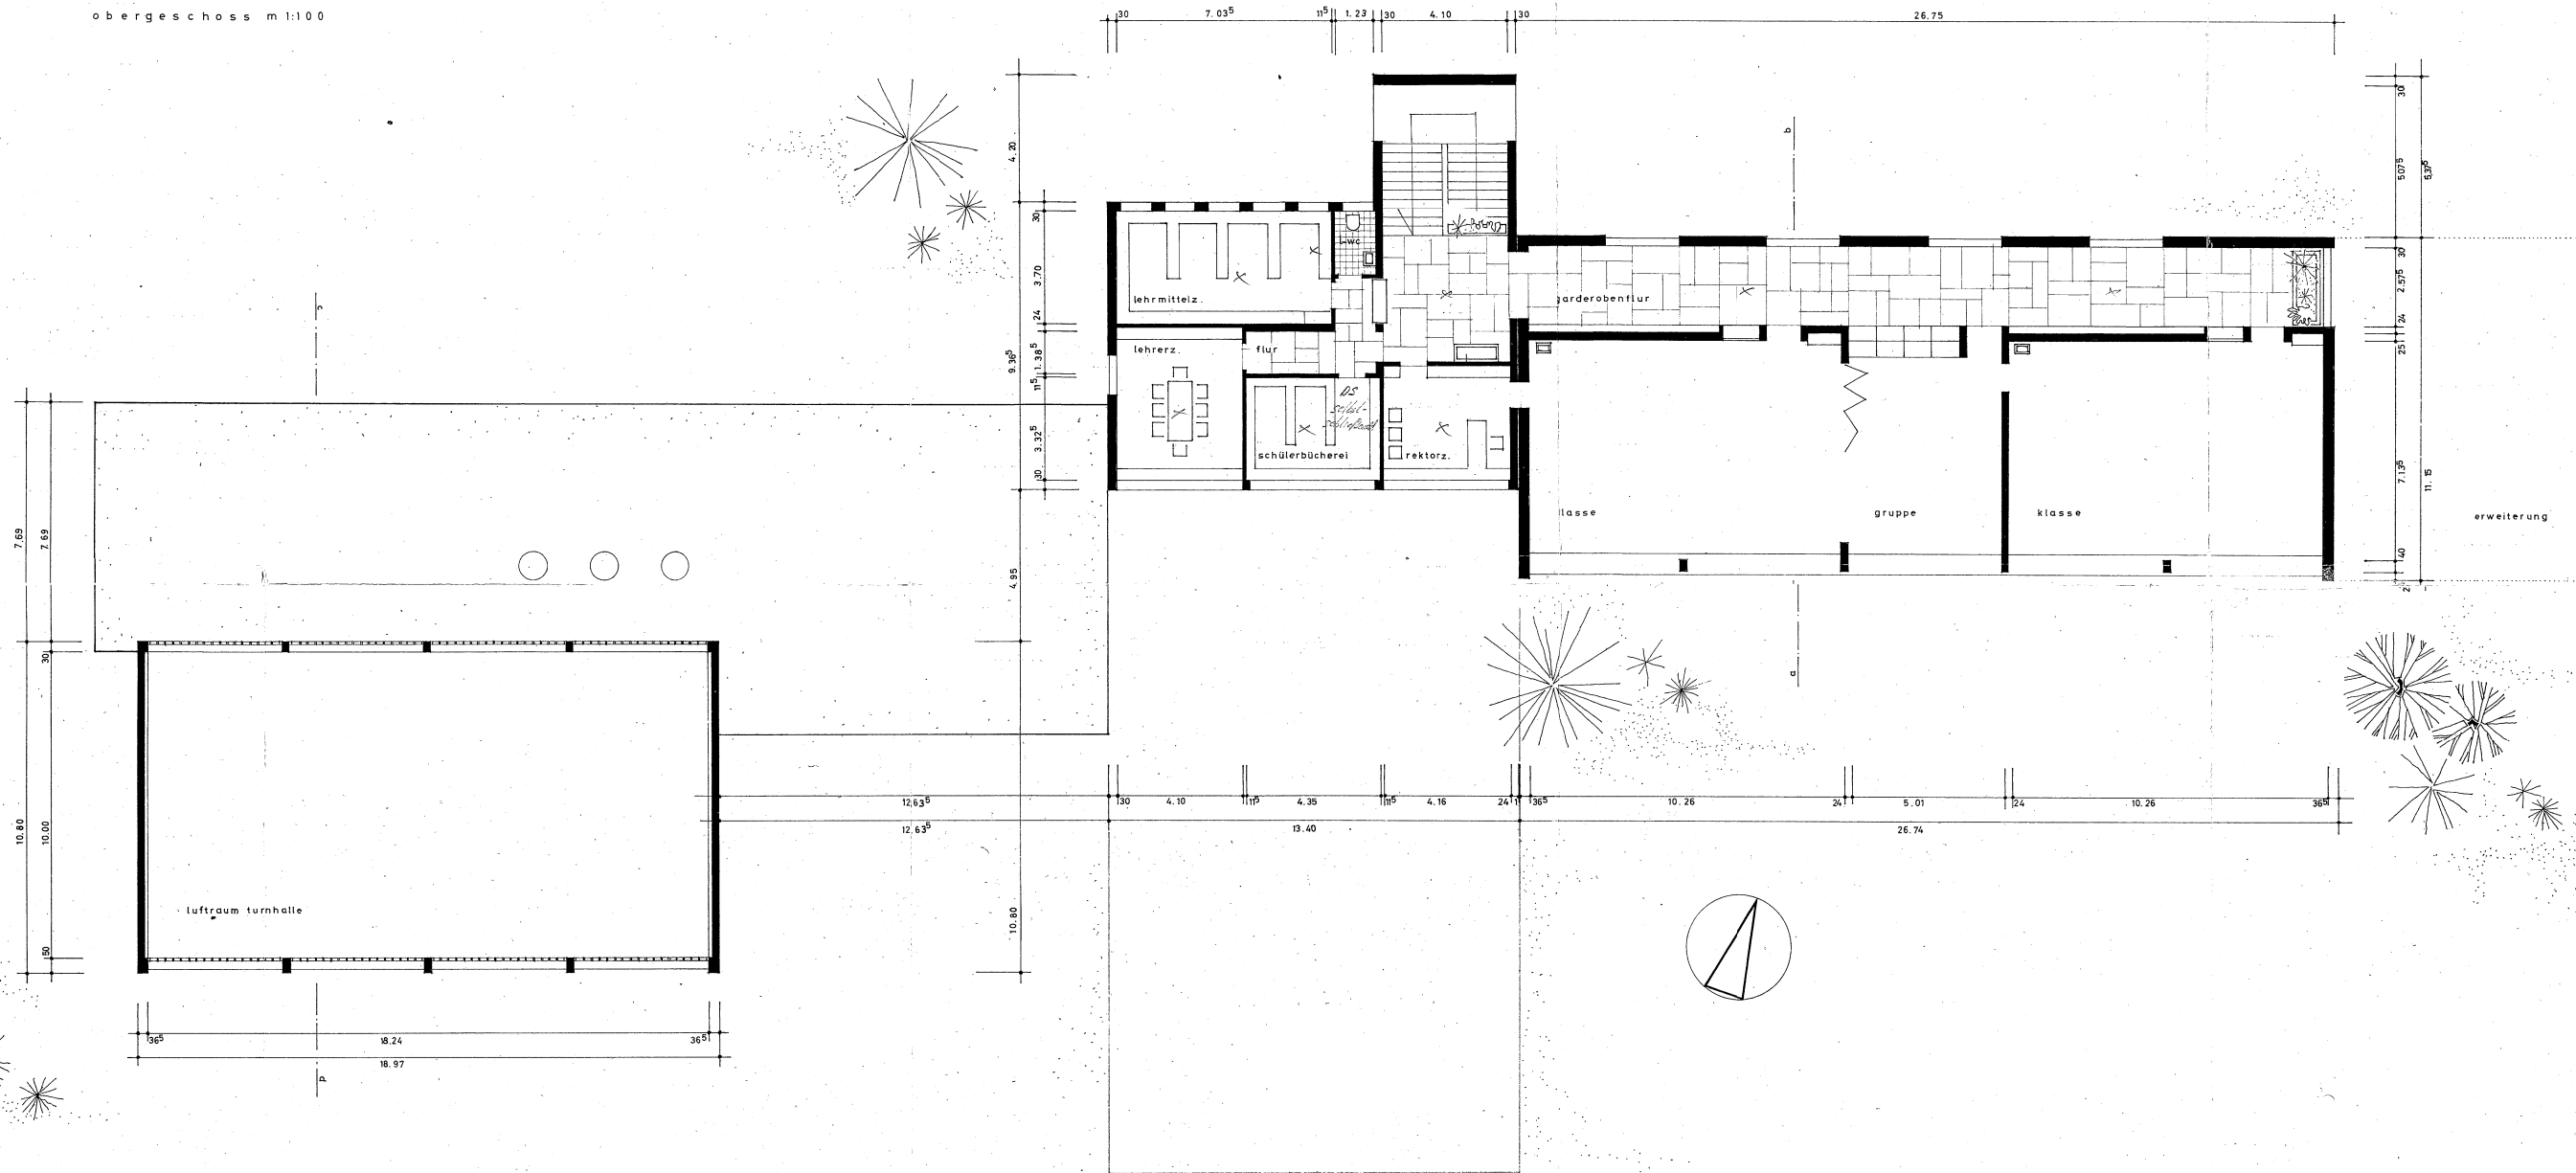 obergeschoss m 1:100
30 7.03⁵ 11⁵ 1.23 30 4.10 30 26.75
4.20
30
3.70
24
1.38⁵
11⁵
3.32⁵
30
9.36⁵
4.95
10.80
b
30
5.07⁵
30
2.57⁵
24
25
7.13⁵
40
2
11.15
lehrmittelz.
l-wc
garderobenflur
lehrerz.
flur
DS
selbst-
schülerbücherei
rektorz.
lasse
gruppe
klasse
erweiterung
7.69
7.69
30
10.80
10.00
50
a
12.63⁵ 30 4.10 11⁵ 4.35 11⁵ 4.16 24 1 36⁵ 10.26 24 5.01 24 10.26 36⁵
12.63⁵ 13.40 26.74
luftraum turnhalle
36⁵ 18.24 36⁵
18.97
d